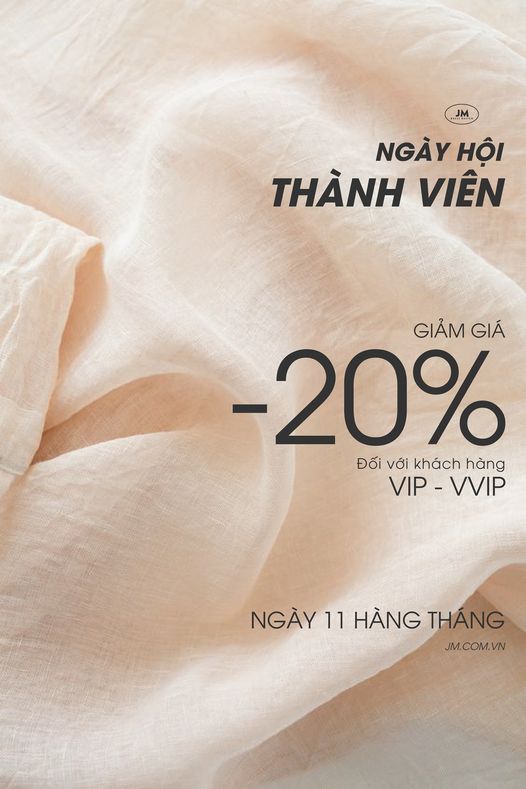 JM
NGÀY HỘI
THÀNH VIÊN
GIẢM GIÁ
-20%
Đối với khách hàng
VIP - VVIP
NGÀY 11 HÀNG THÁNG
JM.COM.VN